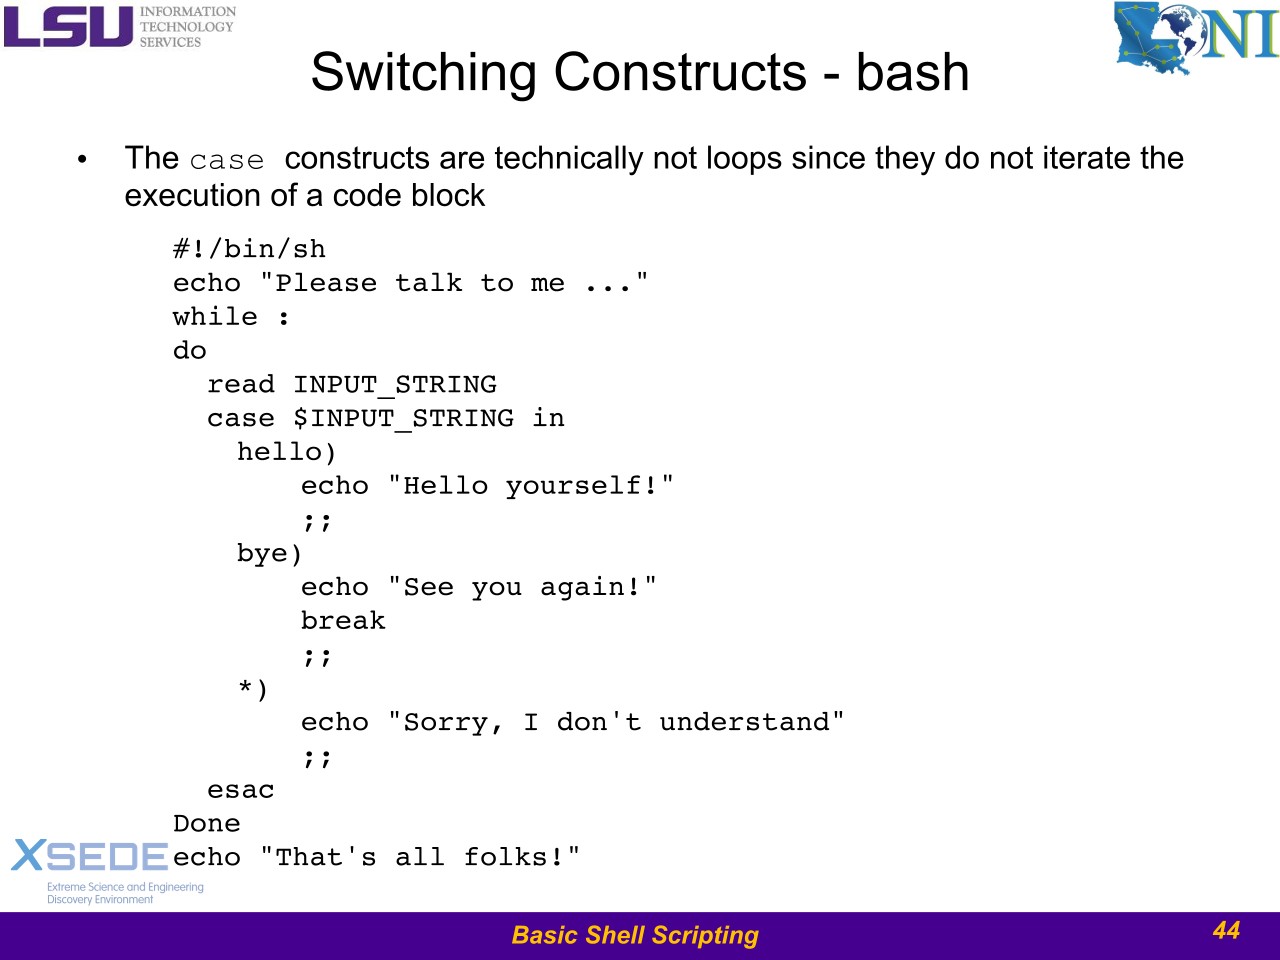 LSU INFORMATION
TECHNOLOGY
SERVICES
LONI
Switching Constructs - bash
• The case constructs are technically not loops since they do not iterate the
execution of a code block
#!/bin/sh
echo "Please talk to me ..."
while :
do
read INPUT_STRING
case $INPUT_STRING in
hello)
echo "Hello yourself!"
;;
bye)
echo "See you again!"
break
;;
*)
echo "Sorry, I don't understand"
;;
esac
Done
echo "That's all folks!"
XSEDE
Extreme Science and Engineering
Discovery Environment
Basic Shell Scripting
44